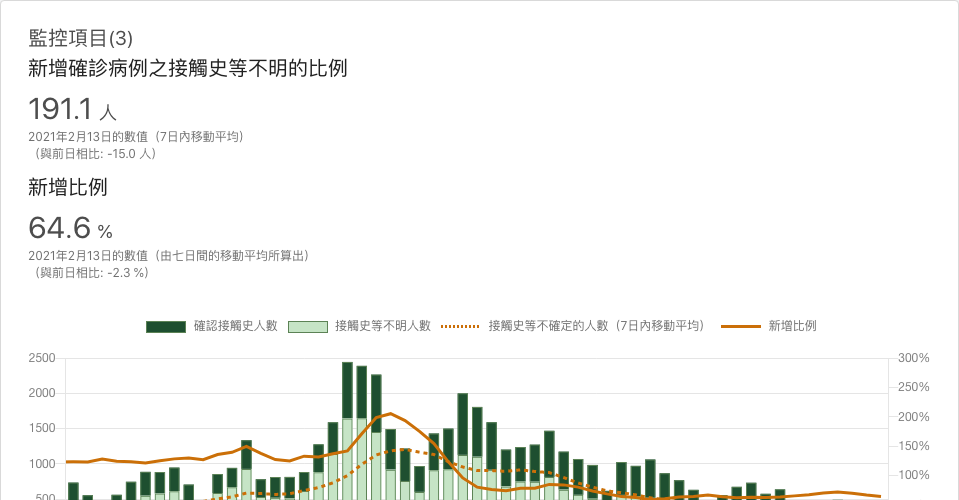 監控項目(3)
新增確診病例之接觸史等不明的比例
191.1 人
2021年2月13日的數值（7日內移動平均）
（與前日相比: -15.0 人）
新增比例
64.6 %
2021年2月13日的數值（由七日間的移動平均所算出）
（與前日相比: -2.3 %）
確認接觸史人數 接觸史等不明人數 接觸史等不確定的人數（7日內移動平均） 新增比例
2500 300%
250%
2000
200%
1500
150%
1000
100%
500